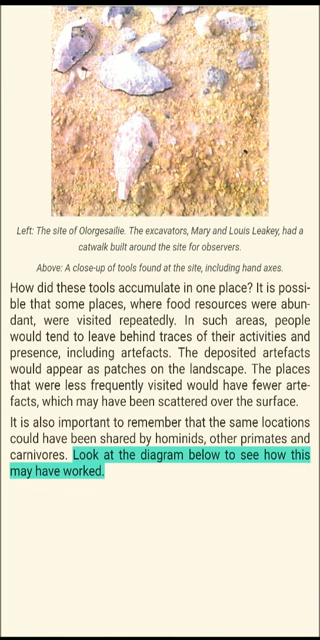 Left: The site of Olorgesailie. The excavators, Mary and Louis Leakey, had a
catwalk built around the site for observers.
Above: A close-up of tools found at the site, including hand axes.
How did these tools accumulate in one place? It is possi-
ble that some places, where food resources were abun-
dant, were visited repeatedly. In such areas, people
would tend to leave behind traces of their activities and
presence, including artefacts. The deposited artefacts
would appear as patches on the landscape. The places
that were less frequently visited would have fewer arte-
facts, which may have been scattered over the surface.
It is also important to remember that the same locations
could have been shared by hominids, other primates and
carnivores. Look at the diagram below to see how this
may have worked.